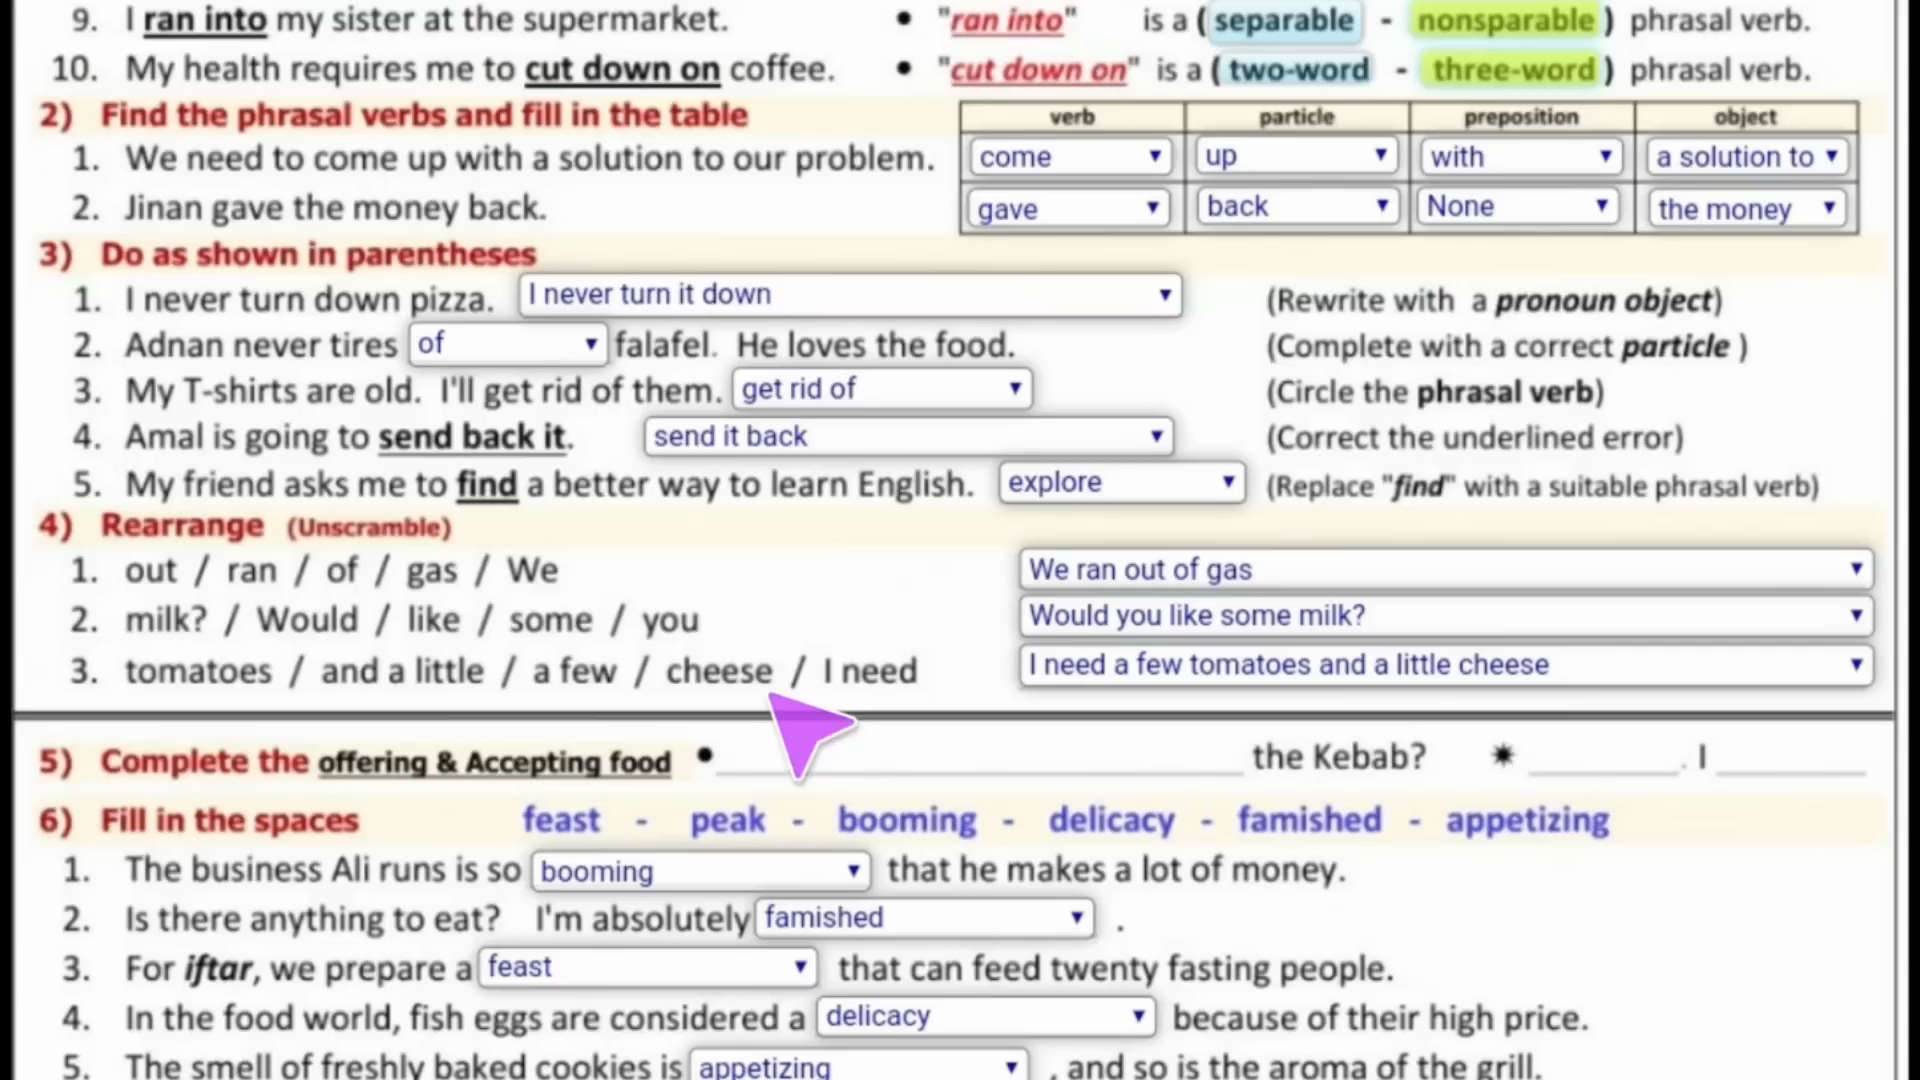 9. I ran into my sister at the supermarket. • "ran into" is a ( separable - nonsparable ) phrasal verb.
10. My health requires me to cut down on coffee. • "cut down on" is a ( two-word - three-word ) phrasal verb.
2) Find the phrasal verbs and fill in the table verb particle preposition object
1. We need to come up with a solution to our problem. come up with a solution to
2. Jinan gave the money back. gave back None the money
3) Do as shown in parentheses
1. I never turn down pizza. I never turn it down (Rewrite with a pronoun object)
2. Adnan never tires of falafel. He loves the food. (Complete with a correct particle )
3. My T-shirts are old. I'll get rid of them. get rid of (Circle the phrasal verb)
4. Amal is going to send back it. send it back (Correct the underlined error)
5. My friend asks me to find a better way to learn English. explore (Replace "find" with a suitable phrasal verb)
4) Rearrange (Unscramble)
1. out / ran / of / gas / We We ran out of gas
2. milk? / Would / like / some / you Would you like some milk?
3. tomatoes / and a little / a few / cheese / I need I need a few tomatoes and a little cheese
5) Complete the offering & Accepting food • ____ the Kebab? ✷ ____. I ____
6) Fill in the spaces feast - peak - booming - delicacy - famished - appetizing
1. The business Ali runs is so booming that he makes a lot of money.
2. Is there anything to eat? I'm absolutely famished .
3. For iftar, we prepare a feast that can feed twenty fasting people.
4. In the food world, fish eggs are considered a delicacy because of their high price.
5. The smell of freshly baked cookies is appetizing , and so is the aroma of the grill.